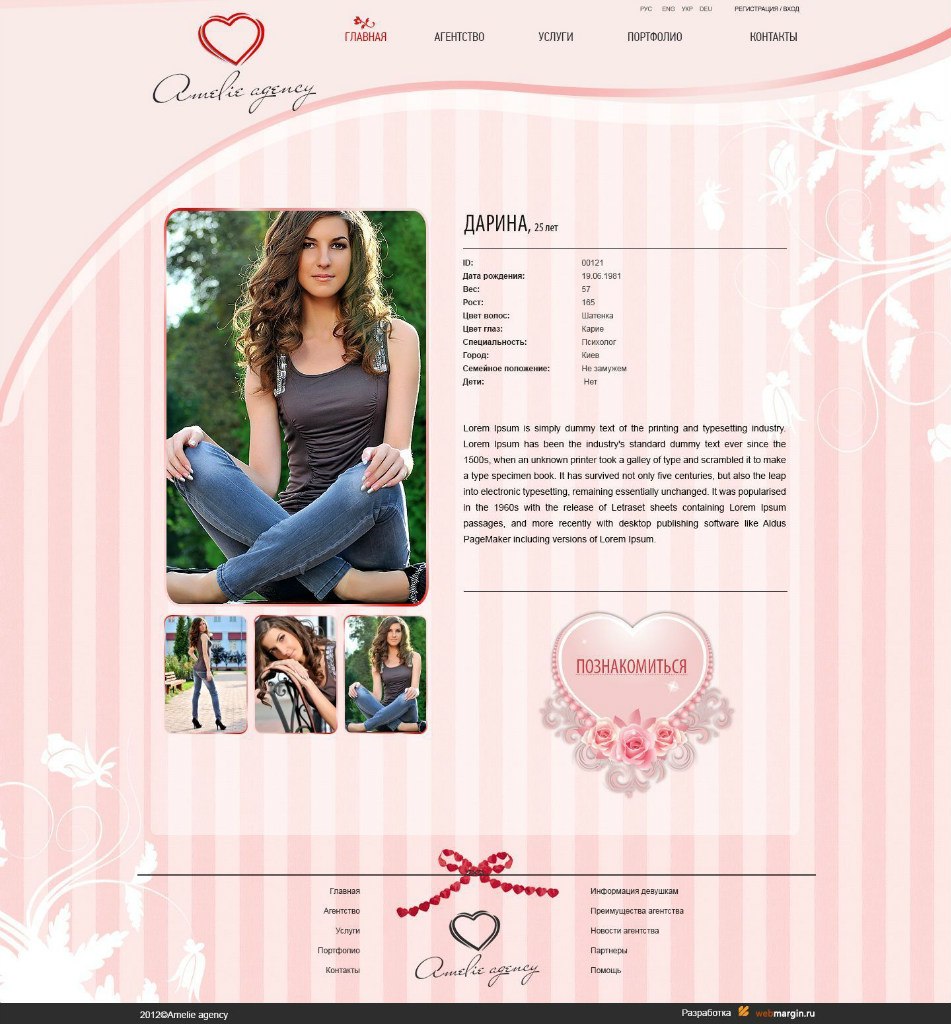 РУС ENG УКР DEU РЕГИСТРАЦИЯ / ВХОД
ГЛАВНАЯ АГЕНТСТВО УСЛУГИ ПОРТФОЛИО КОНТАКТЫ
Amelie agency
ДАРИНА, 25 лет
ID: 00121
Дата рождения: 19.06.1981
Вес: 57
Рост: 165
Цвет волос: Шатенка
Цвет глаз: Карие
Специальность: Психолог
Город: Киев
Семейное положение: Не замужем
Дети: Нет
Lorem Ipsum is simply dummy text of the printing and typesetting industry.
Lorem Ipsum has been the industry's standard dummy text ever since the
1500s, when an unknown printer took a galley of type and scrambled it to make
a type specimen book. It has survived not only five centuries, but also the leap
into electronic typesetting, remaining essentially unchanged. It was popularised
in the 1960s with the release of Letraset sheets containing Lorem Ipsum
passages, and more recently with desktop publishing software like Aldus
PageMaker including versions of Lorem Ipsum.
ПОЗНАКОМИТЬСЯ
Главная
Агентство
Услуги
Портфолио
Контакты
Amelie agency
Информация девушкам
Преимущества агентства
Новости агентства
Партнеры
Помощь
2012©Amelie agency
Разработка webmargin.ru